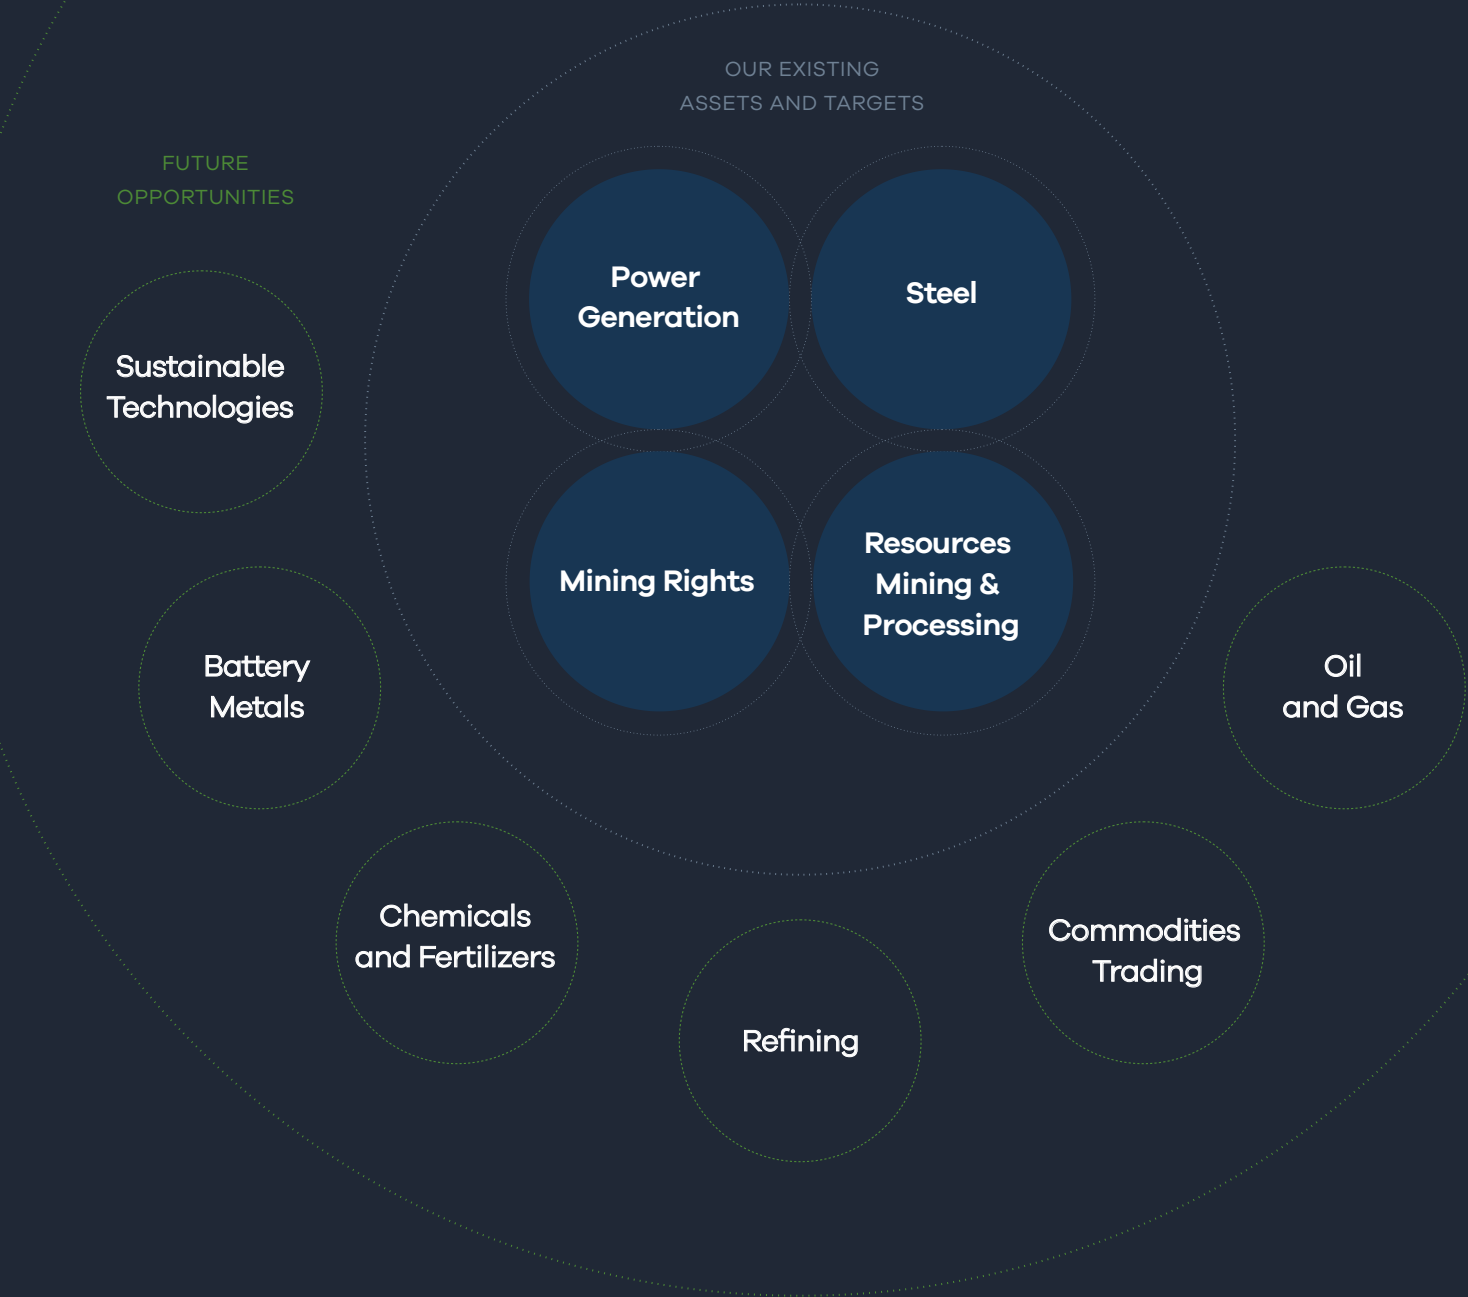 OUR EXISTING
ASSETS AND TARGETS
FUTURE
OPPORTUNITIES
Power
Generation
Steel
Sustainable
Technologies
Mining Rights
Resources
Mining &
Processing
Battery
Metals
Oil
and Gas
Chemicals
and Fertilizers
Commodities
Trading
Refining